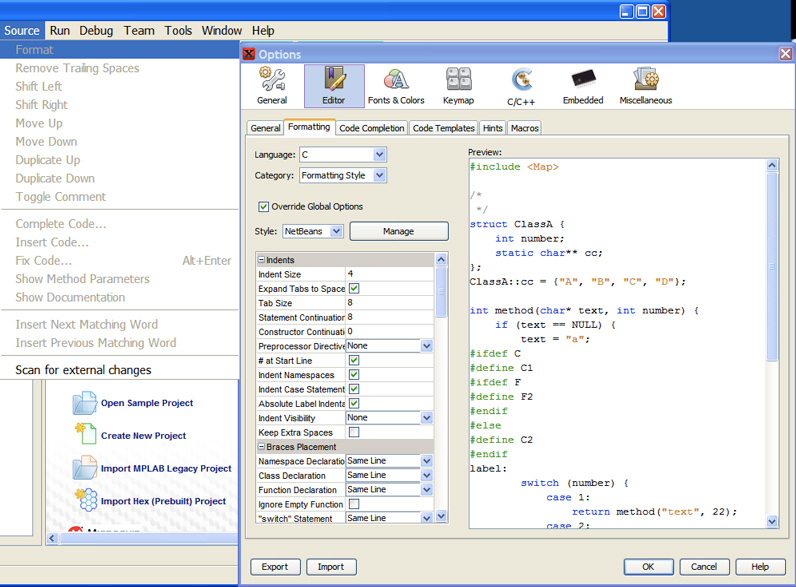 Source Run Debug Team Tools Window Help
Format
Remove Trailing Spaces
Shift Left
Shift Right
Move Up
Move Down
Duplicate Up
Duplicate Down
Toggle Comment
Complete Code...
Insert Code...
Fix Code... Alt+Enter
Show Method Parameters
Show Documentation
Insert Next Matching Word
Insert Previous Matching Word
Scan for external changes
Open Sample Project
Create New Project
Import MPLAB Legacy Project
Import Hex (Prebuilt) Project
Options
General Editor Fonts & Colors Keymap C/C++ Embedded Miscellaneous
General Formatting Code Completion Code Templates Hints Macros
Language: C
Category: Formatting Style
Override Global Options
Style: NetBeans Manage
Indents
Indent Size 4
Expand Tabs to Space
Tab Size 8
Statement Continuation 8
Constructor Continuati 0
Preprocessor Directive None
# at Start Line
Indent Namespaces
Indent Case Statement
Absolute Label Indenta
Indent Visibility None
Keep Extra Spaces
Braces Placement
Namespace Declaratio Same Line
Class Declaration Same Line
Function Declaration Same Line
Ignore Empty Function
"switch" Statement Same Line
Preview:
#include <Map>
/*
*/
struct ClassA {
int number;
static char** cc;
};
ClassA::cc = {"A", "B", "C", "D"};
int method(char* text, int number) {
if (text == NULL) {
text = "a";
#ifdef C
#define C1
#ifdef F
#define F2
#endif
#else
#define C2
#endif
label:
switch (number) {
case 1:
return method("text", 22);
case 2:
Export Import OK Cancel Help